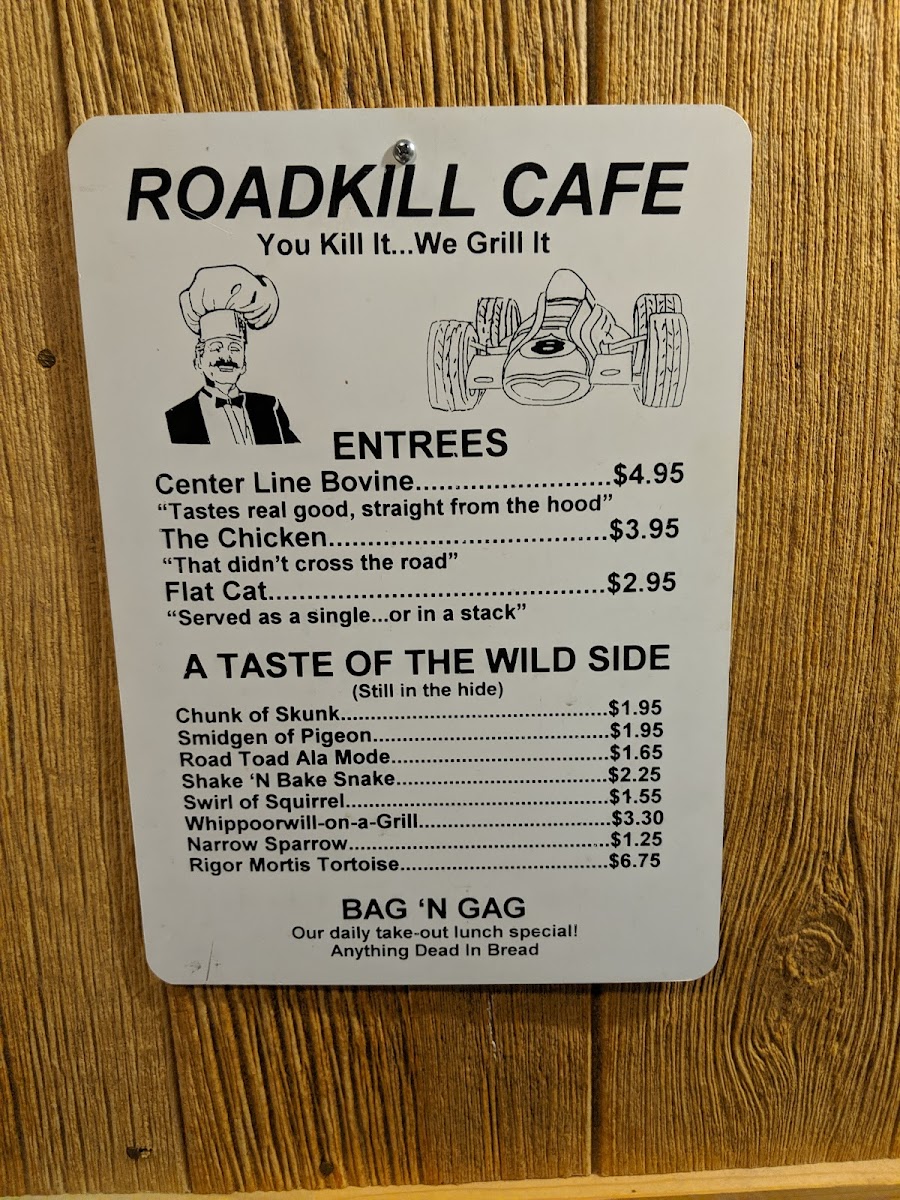 ROADKILL CAFE
You Kill It...We Grill It
8
ENTREES
Center Line Bovine........................$4.95
“Tastes real good, straight from the hood”
The Chicken..................................$3.95
“That didn’t cross the road”
Flat Cat.........................................$2.95
“Served as a single...or in a stack”
A TASTE OF THE WILD SIDE
(Still in the hide)
Chunk of Skunk............................................$1.95
Smidgen of Pigeon.......................................$1.95
Road Toad Ala Mode....................................$1.65
Shake ‘N Bake Snake...................................$2.25
Swirl of Squirrel............................................$1.55
Whippoorwill-on-a-Grill................................$3.30
Narrow Sparrow...........................................$1.25
Rigor Mortis Tortoise...................................$6.75
BAG ‘N GAG
Our daily take-out lunch special!
Anything Dead In Bread